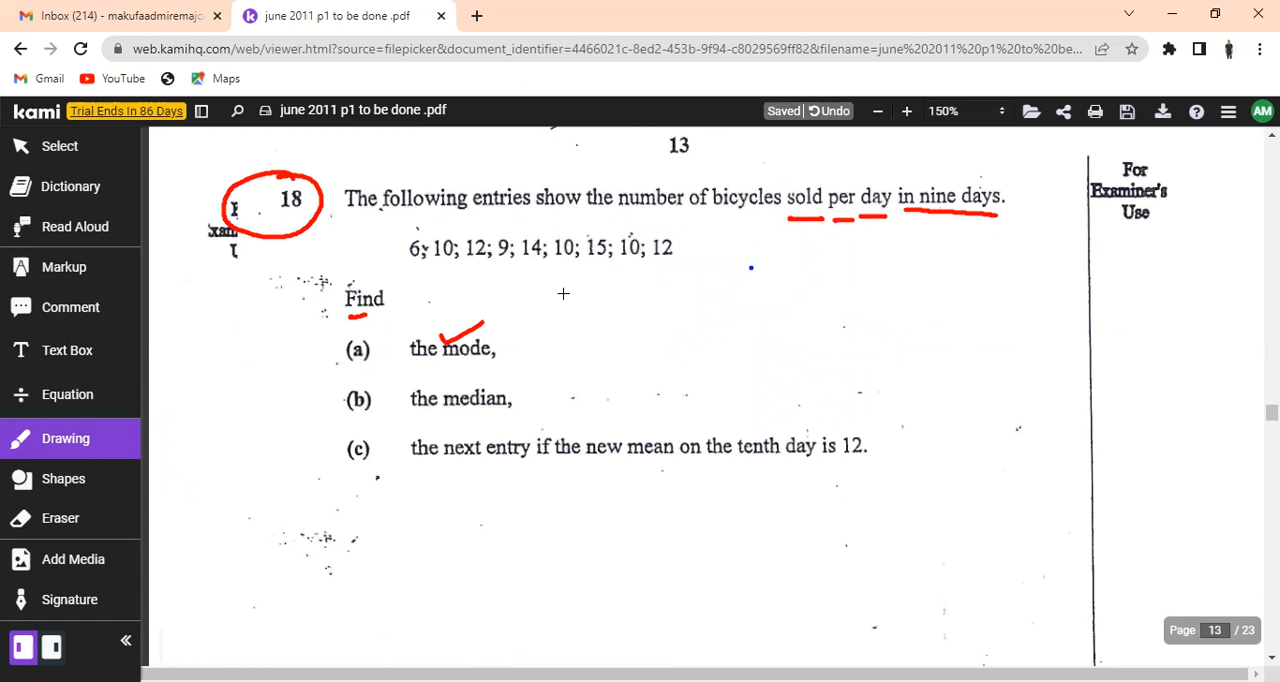 Inbox (214) - makufaadmiremajo
june 2011 p1 to be done .pdf
web.kamihq.com/web/viewer.html?source=filepicker&document_identifier=4466021c-8ed2-453b-9f94-c8029569ff82&filename=june%202011%20p1%20to%20be...
Gmail YouTube Maps
kami Trial Ends In 86 Days june 2011 p1 to be done .pdf Saved Undo 150% AM
Select
Dictionary
Read Aloud
Markup
Comment
Text Box
Equation
Drawing
Shapes
Eraser
Add Media
Signature
13
For
Examiner's
Use
18 The following entries show the number of bicycles sold per day in nine days.
6; 10; 12; 9; 14; 10; 15; 10; 12
Find
(a) the mode,
(b) the median,
(c) the next entry if the new mean on the tenth day is 12.
Page 13 / 23